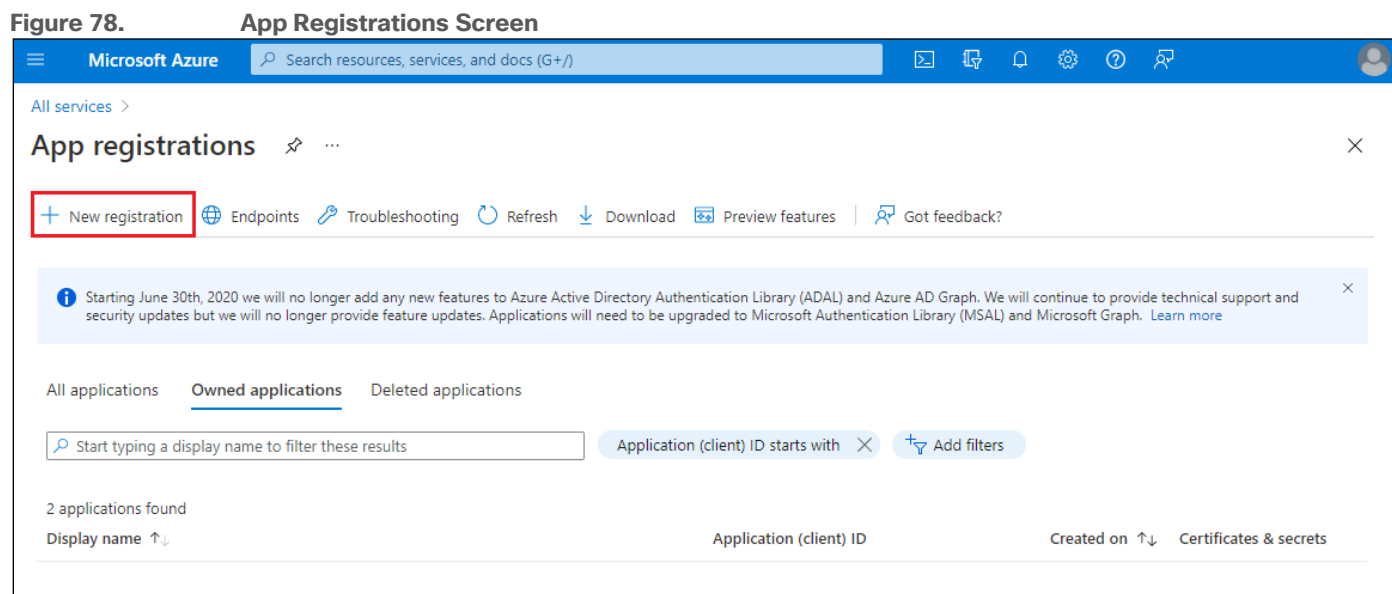 Figure 78. App Registrations Screen
Microsoft Azure Search resources, services, and docs (G+/)
All services >
App registrations ...
+ New registration Endpoints Troubleshooting Refresh Download Preview features Got feedback?
Starting June 30th, 2020 we will no longer add any new features to Azure Active Directory Authentication Library (ADAL) and Azure AD Graph. We will continue to provide technical support and
security updates but we will no longer provide feature updates. Applications will need to be upgraded to Microsoft Authentication Library (MSAL) and Microsoft Graph. Learn more
All applications Owned applications Deleted applications
Start typing a display name to filter these results Application (client) ID starts with Add filters
2 applications found
Display name ↑↓ Application (client) ID Created on ↑↓ Certificates & secrets